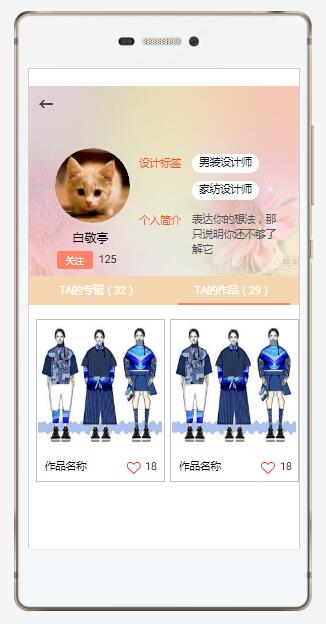 设计标签
男装设计师
家纺设计师
个人简介
表达你的想法，那
只说明你还不够了
解它
白敬亭
关注
125
TA的专辑（32）
TA的作品（29）
作品名称
18
作品名称
18